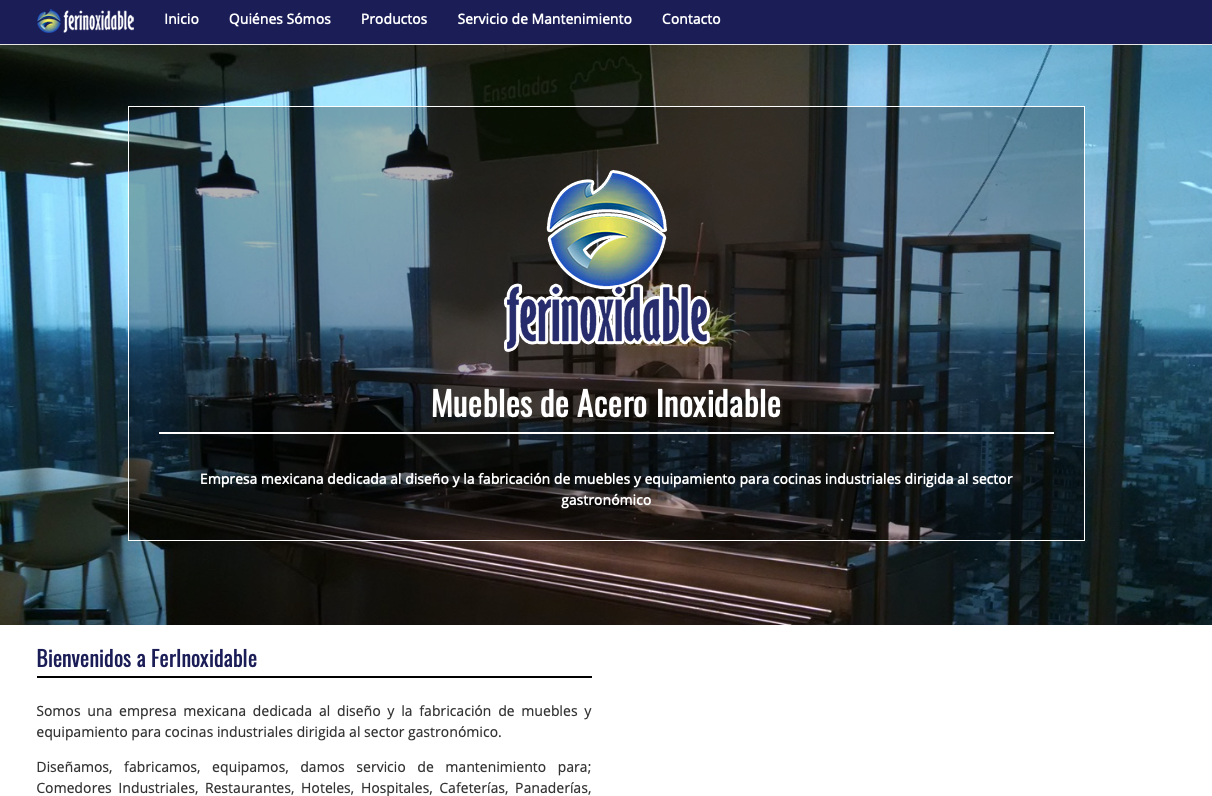 ferinoxidable Inicio Quiénes Sómos Productos Servicio de Mantenimiento Contacto
Ensaladas
ferinoxidable
Muebles de Acero Inoxidable
Empresa mexicana dedicada al diseño y la fabricación de muebles y equipamiento para cocinas industriales dirigida al sector
gastronómico
Bienvenidos a FerInoxidable
Somos una empresa mexicana dedicada al diseño y la fabricación de muebles y
equipamiento para cocinas industriales dirigida al sector gastronómico.
Diseñamos, fabricamos, equipamos, damos servicio de mantenimiento para;
Comedores Industriales, Restaurantes, Hoteles, Hospitales, Cafeterías, Panaderías,